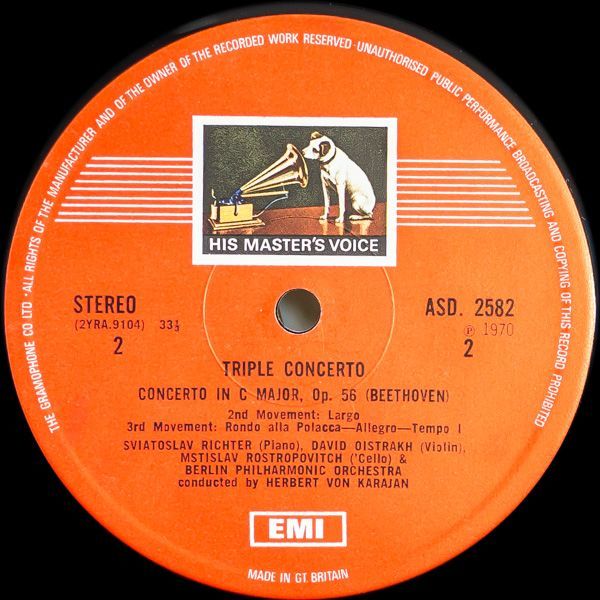 THE GRAMOPHONE CO LTD · ALL RIGHTS OF THE MANUFACTURER AND OF THE OWNER OF THE RECORDED WORK RESERVED · UNAUTHORISED PUBLIC PERFORMANCE BROADCASTING AND COPYING OF THIS RECORD PROHIBITED
HIS MASTER'S VOICE
STEREO
(2YRA.9104) 33⅓
2
ASD. 2582
Ⓟ 1970
2
TRIPLE CONCERTO
CONCERTO IN C MAJOR, Op. 56 (BEETHOVEN)
2nd Movement: Largo
3rd Movement: Rondo alla Polacca—Allegro—Tempo I
SVIATOSLAV RICHTER (Piano), DAVID OISTRAKH (Violin),
MSTISLAV ROSTROPOVITCH ('Cello) &
BERLIN PHILHARMONIC ORCHESTRA
conducted by HERBERT VON KARAJAN
EMI
MADE IN GT. BRITAIN